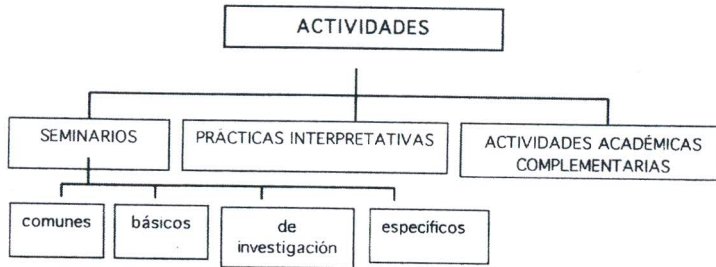 ACTIVIDADES
SEMINARIOS
PRÁCTICAS INTERPRETATIVAS
ACTIVIDADES ACADÉMICAS
COMPLEMENTARIAS
comunes
básicos
de
investigación
específicos